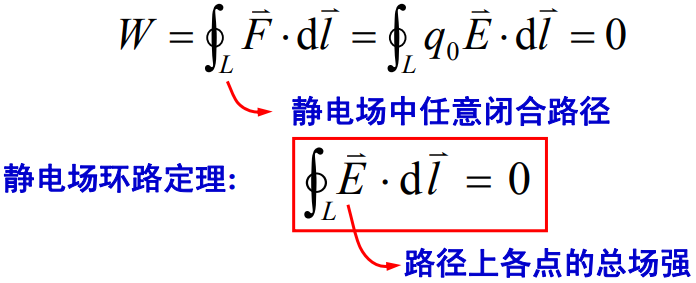 W = ∮_L F⃗ · dl⃗ = ∮_L q₀E⃗ · dl⃗ = 0
静电场中任意闭合路径
静电场环路定理: ∮_L E⃗ · dl⃗ = 0
路径上各点的总场强